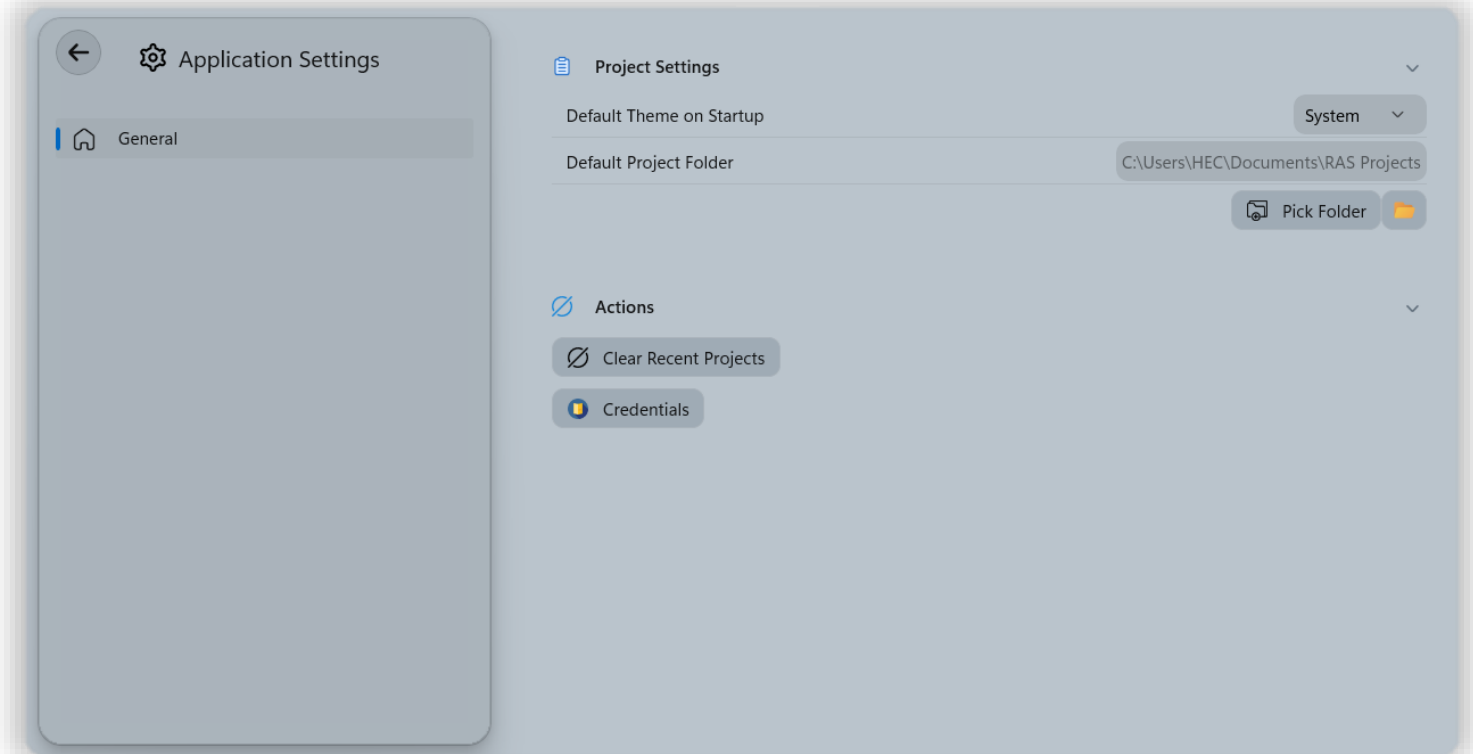 Application Settings
General
Project Settings
Default Theme on Startup
System
Default Project Folder
C:\Users\HEC\Documents\RAS Projects
Pick Folder
Actions
Clear Recent Projects
Credentials